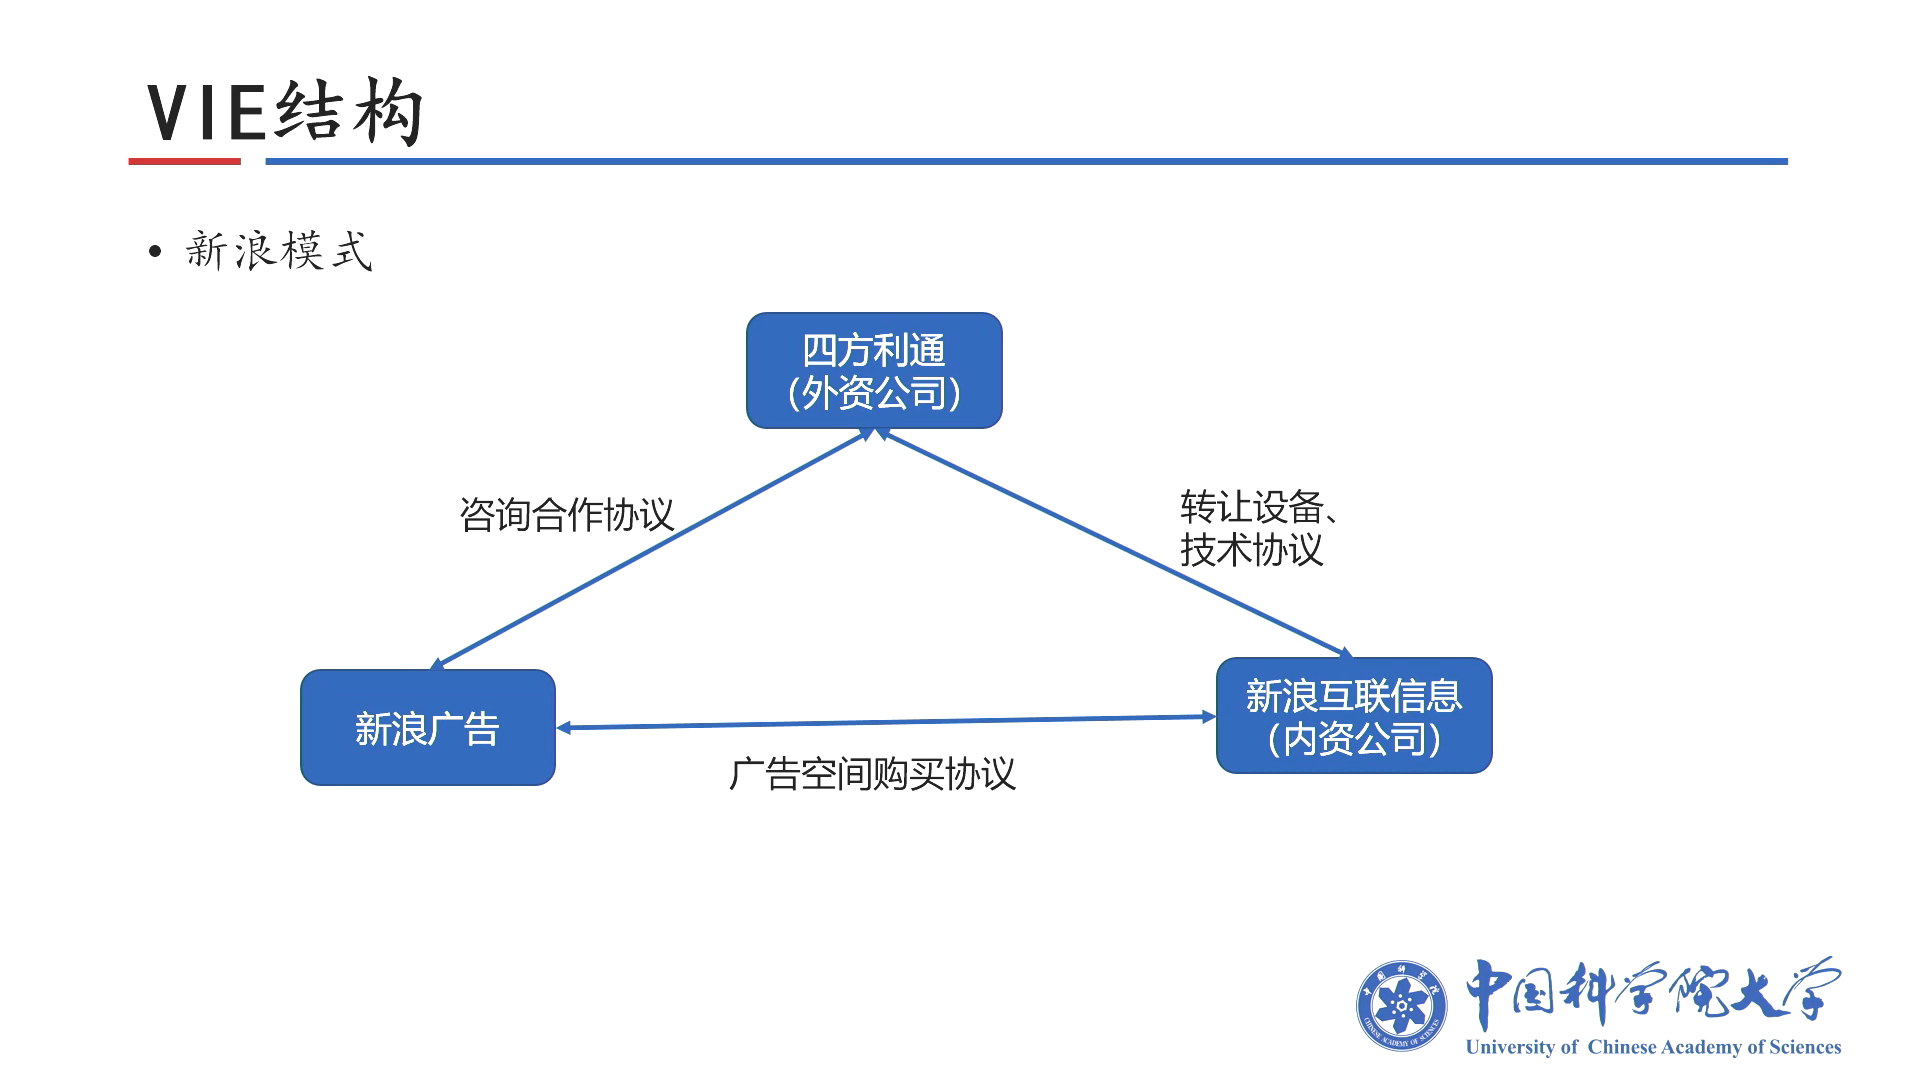 VIE结构
• 新浪模式
四方利通
（外资公司）
咨询合作协议
转让设备、
技术协议
新浪广告
新浪互联信息
（内资公司）
广告空间购买协议
中国科学院大学
University of Chinese Academy of Sciences